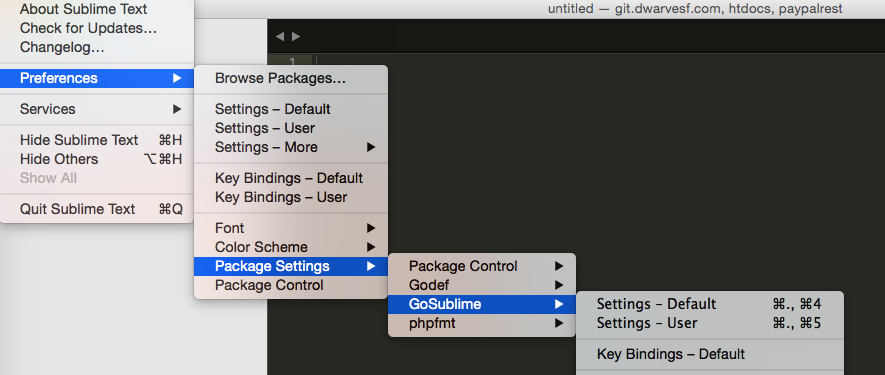 untitled — git.dwarvesf.com, htdocs, paypalrest
About Sublime Text
Check for Updates...
Changelog...
Preferences ▶
Services ▶
Hide Sublime Text ⌘H
Hide Others ⌥⌘H
Show All
Quit Sublime Text ⌘Q
1
Browse Packages...
Settings – Default
Settings – User
Settings – More ▶
Key Bindings – Default
Key Bindings – User
Font ▶
Color Scheme ▶
Package Settings ▶
Package Control
Package Control ▶
Godef ▶
GoSublime ▶
phpfmt ▶
Settings – Default ⌘., ⌘4
Settings – User ⌘., ⌘5
Key Bindings – Default